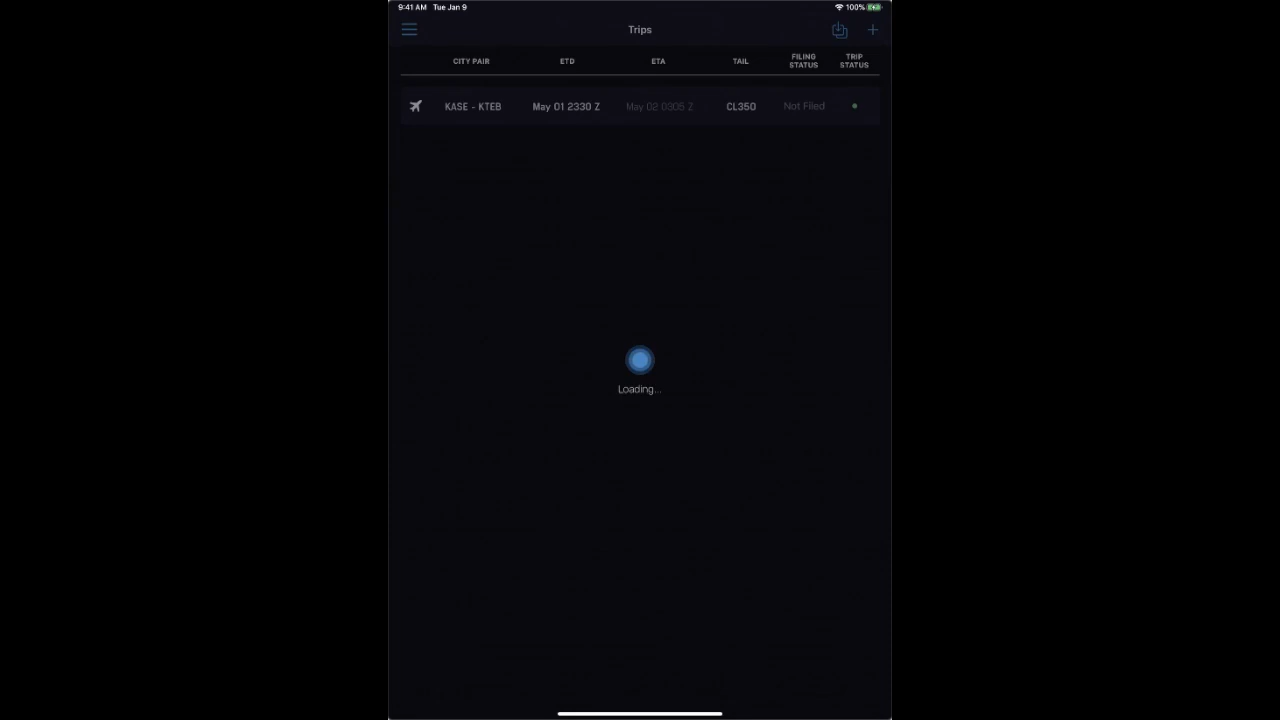 9:41 AM Tue Jan 9 100%
Trips
CITY PAIR ETD ETA TAIL FILING STATUS TRIP STATUS
KASE - KTEB May 01 2330 Z May 02 0305 Z CL350 Not Filed
Loading...